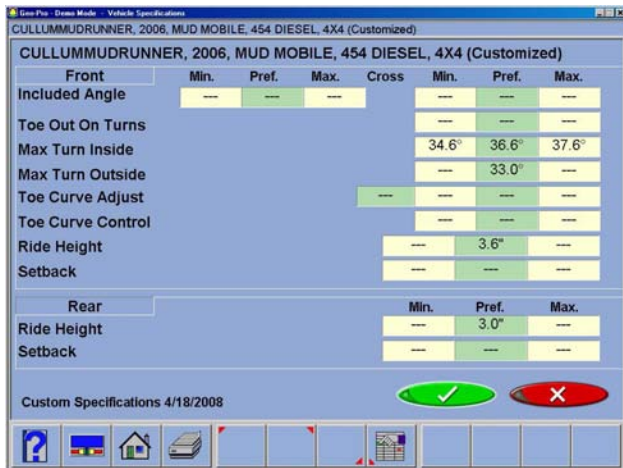 Geo-Pro - Demo Mode - Vehicle Specifications
CULLUMMUDRUNNER, 2006, MUD MOBILE, 454 DIESEL, 4X4 (Customized)
CULLUMMUDRUNNER, 2006, MUD MOBILE, 454 DIESEL, 4X4 (Customized)
Front Min. Pref. Max. Cross Min. Pref. Max.
Included Angle --- --- --- --- --- ---
Toe Out On Turns --- --- ---
Max Turn Inside 34.6° 36.6° 37.6°
Max Turn Outside --- 33.0° ---
Toe Curve Adjust --- --- --- ---
Toe Curve Control --- --- ---
Ride Height --- 3.6" ---
Setback --- --- ---
Rear Min. Pref. Max.
Ride Height --- 3.0" ---
Setback --- --- ---
Custom Specifications 4/18/2008
?